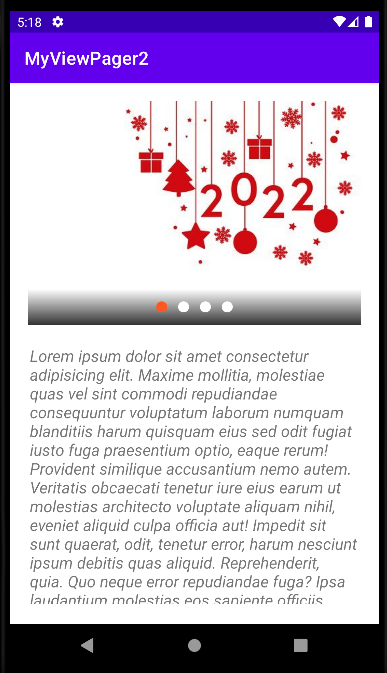 5:18
MyViewPager2
2022
Lorem ipsum dolor sit amet consectetur
adipisicing elit. Maxime mollitia, molestiae
quas vel sint commodi repudiandae
consequuntur voluptatum laborum numquam
blanditiis harum quisquam eius sed odit fugiat
iusto fuga praesentium optio, eaque rerum!
Provident similique accusantium nemo autem.
Veritatis obcaecati tenetur iure eius earum ut
molestias architecto voluptate aliquam nihil,
eveniet aliquid culpa officia aut! Impedit sit
sunt quaerat, odit, tenetur error, harum nesciunt
ipsum debitis quas aliquid. Reprehenderit,
quia. Quo neque error repudiandae fuga? Ipsa
laudantium molestias eos sapiente officiis